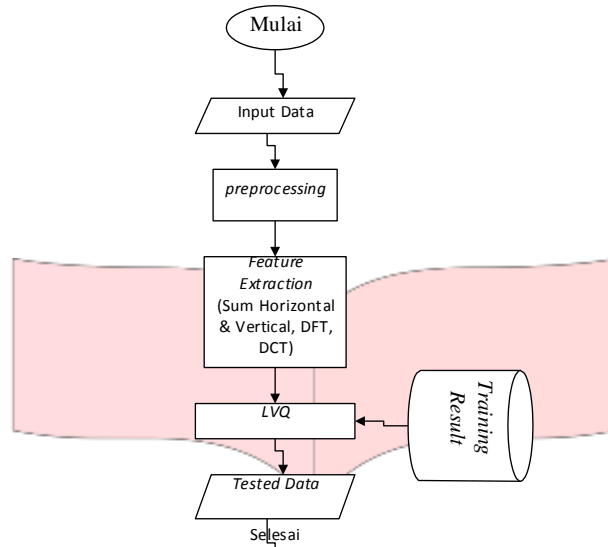 Mulai
Input Data
preprocessing
Feature
Extraction
(Sum Horizontal
& Vertical, DFT,
DCT)
LVQ
Training
Result
Tested Data
Selesai